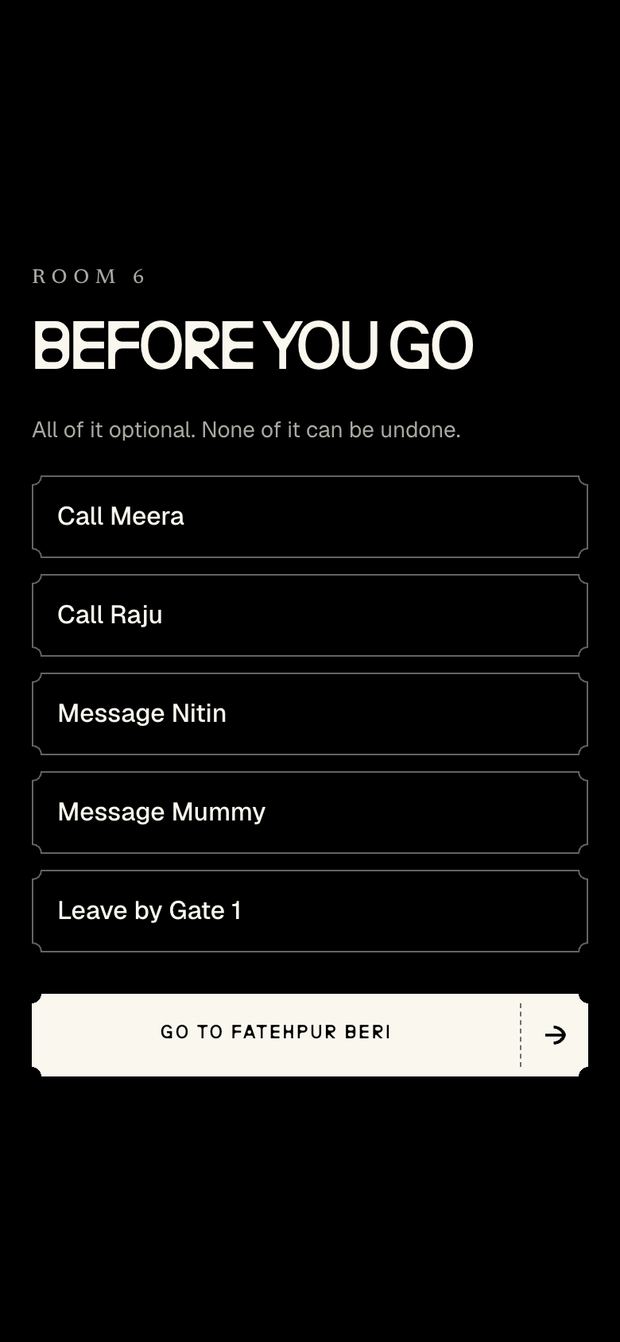 ROOM 6
BEFORE YOU GO
All of it optional. None of it can be undone.
Call Meera
Call Raju
Message Nitin
Message Mummy
Leave by Gate 1
GO TO FATEHPUR BERI